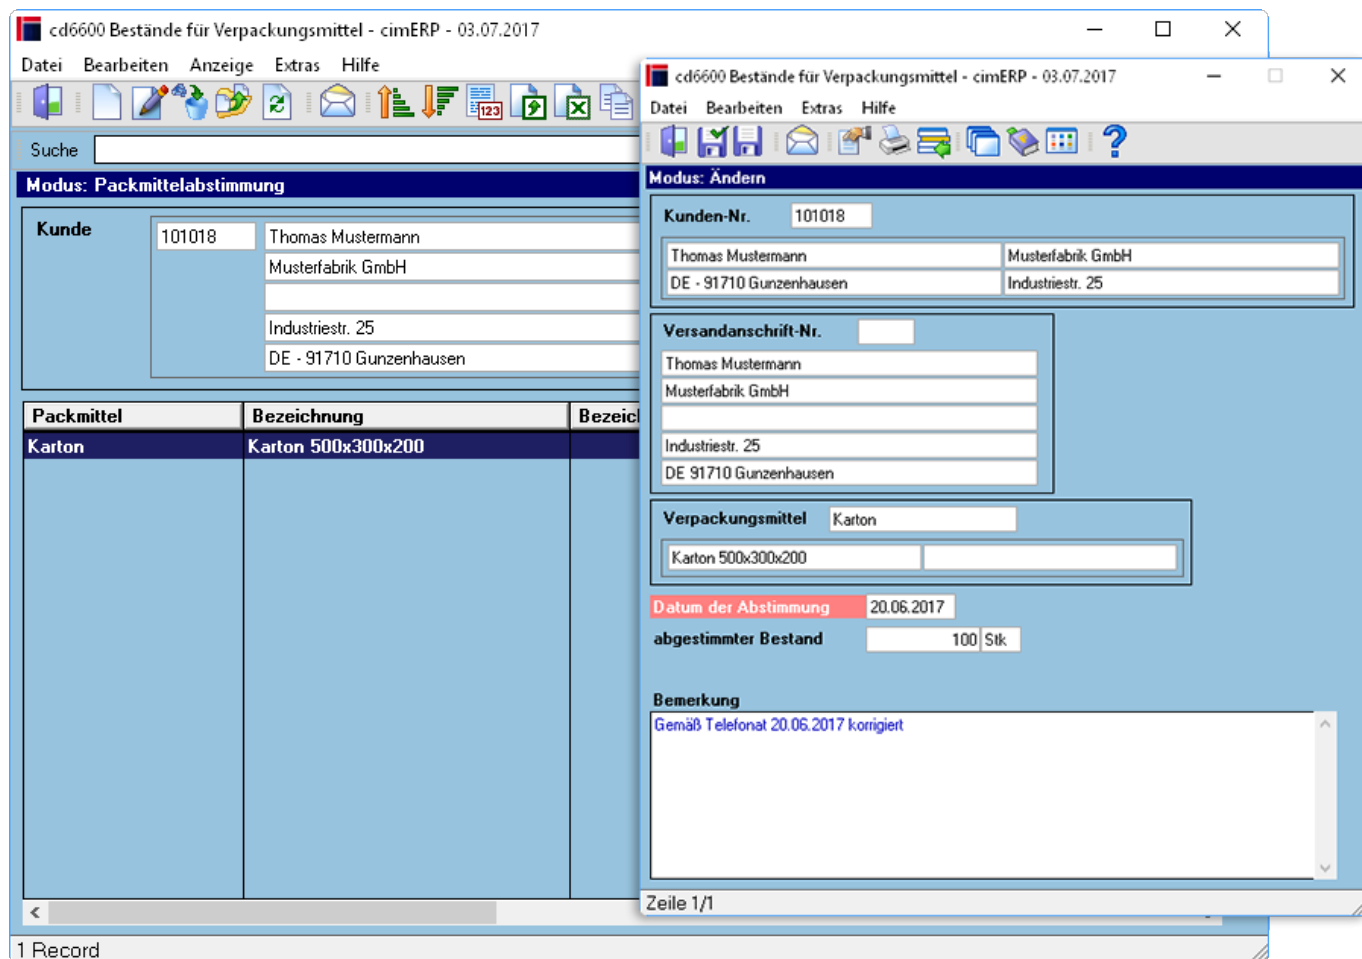 cd6600 Bestände für Verpackungsmittel - cimERP - 03.07.2017
Datei Bearbeiten Anzeige Extras Hilfe
123
Suche
Modus: Packmittelabstimmung
Kunde 101018 Thomas Mustermann
Musterfabrik GmbH
Industriestr. 25
DE - 91710 Gunzenhausen
Packmittel Bezeichnung
Karton Karton 500x300x200
1 Record
cd6600 Bestände für Verpackungsmittel - cimERP - 03.07.2017
Datei Bearbeiten Extras Hilfe
?
Modus: Ändern
Kunden-Nr. 101018
Thomas Mustermann Musterfabrik GmbH
DE - 91710 Gunzenhausen Industriestr. 25
Versandanschrift-Nr.
Thomas Mustermann
Musterfabrik GmbH
Industriestr. 25
DE 91710 Gunzenhausen
Verpackungsmittel Karton
Karton 500x300x200
Datum der Abstimmung 20.06.2017
abgestimmter Bestand 100 Stk
Bemerkung
Gemäß Telefonat 20.06.2017 korrigiert
Zeile 1/1